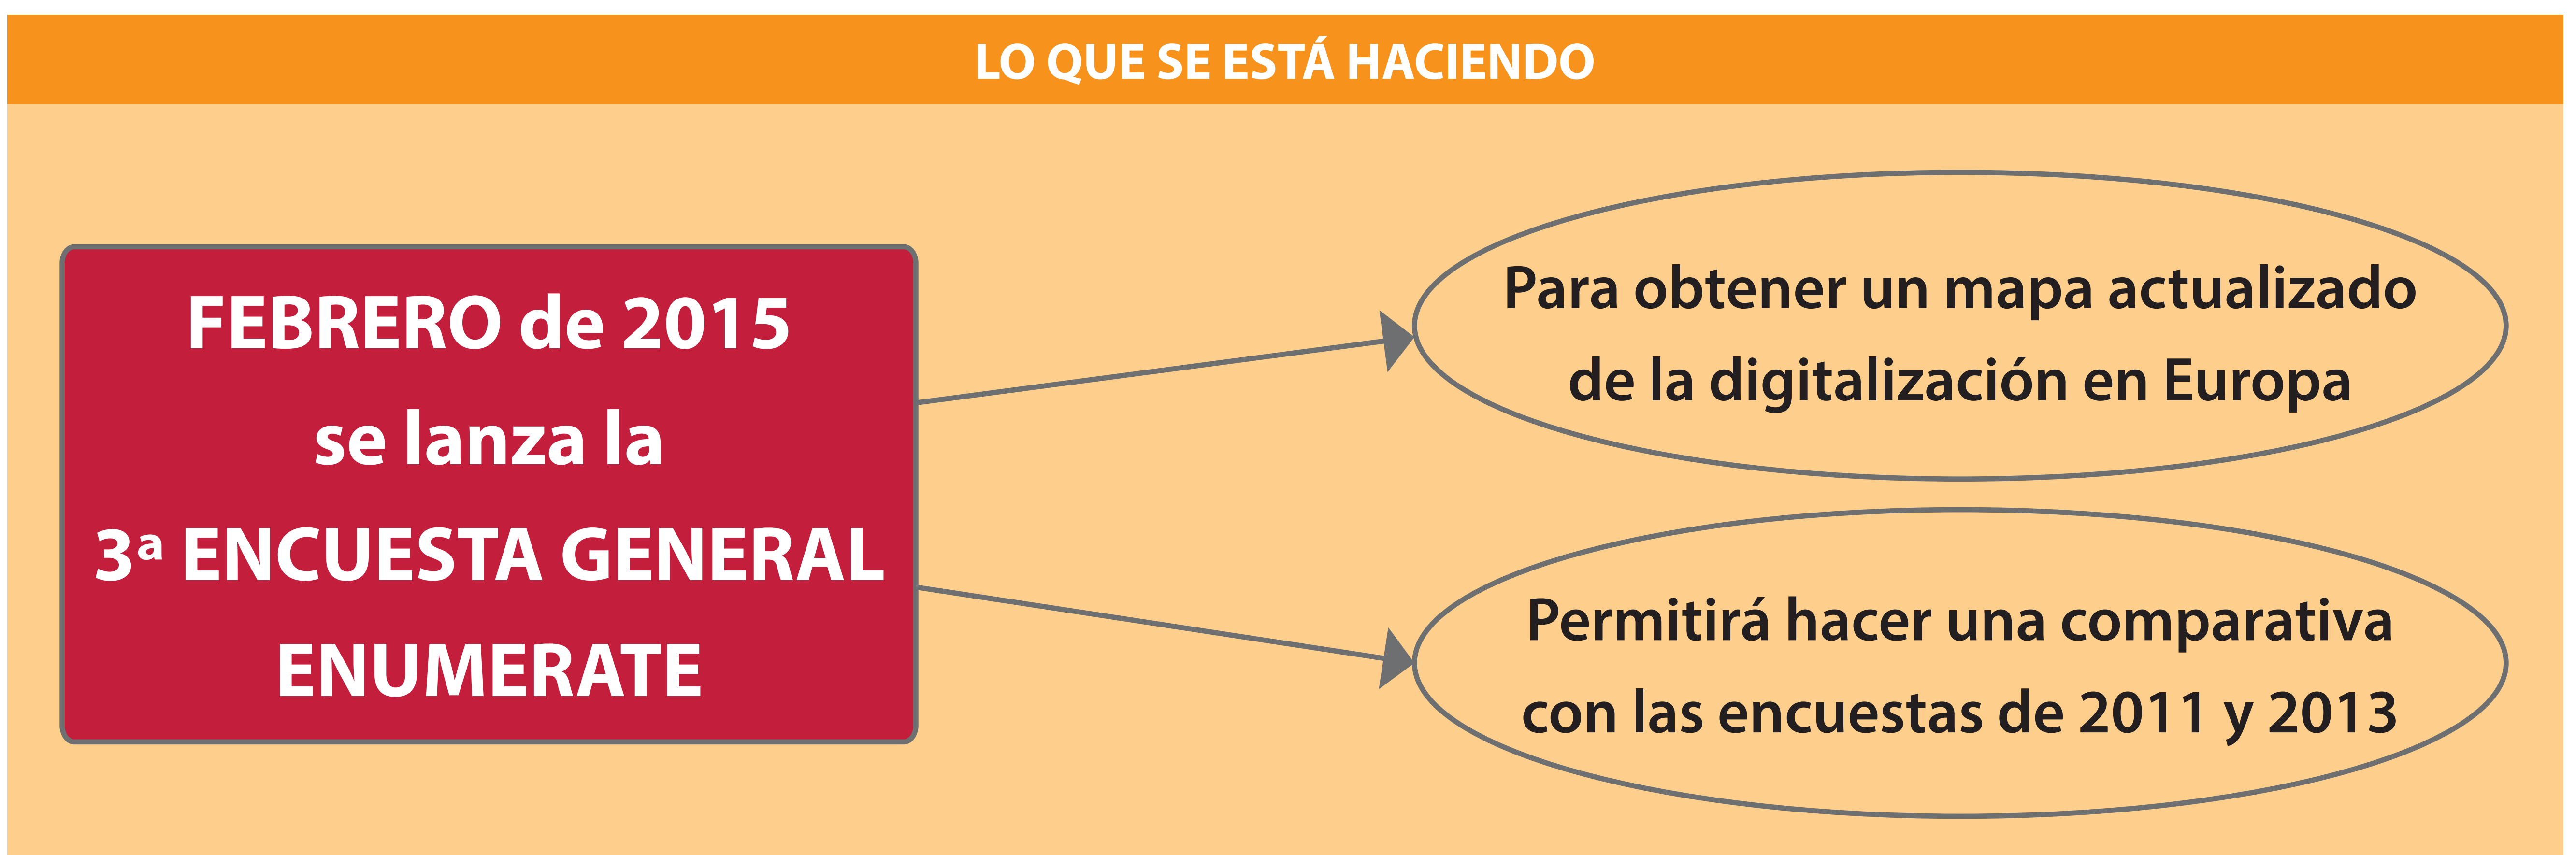 LO QUE SE ESTÁ HACIENDO
FEBRERO de 2015
se lanza la
3ª ENCUESTA GENERAL
ENUMERATE
Para obtener un mapa actualizado
de la digitalización en Europa
Permitirá hacer una comparativa
con las encuestas de 2011 y 2013